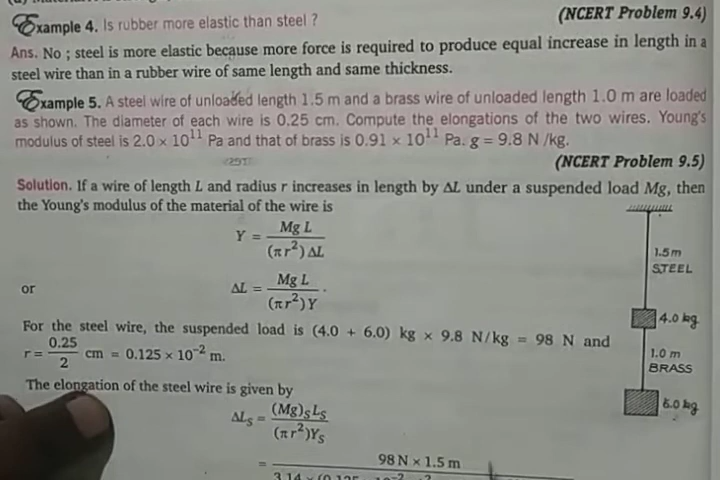 Example 4. Is rubber more elastic than steel ?
(NCERT Problem 9.4)
Ans. No ; steel is more elastic because more force is required to produce equal increase in length in a
steel wire than in a rubber wire of same length and same thickness.
Example 5. A steel wire of unloaded length 1.5 m and a brass wire of unloaded length 1.0 m are loaded
as shown. The diameter of each wire is 0.25 cm. Compute the elongations of the two wires. Young's
modulus of steel is 2.0 × 10¹¹ Pa and that of brass is 0.91 × 10¹¹ Pa. g = 9.8 N /kg.
(NCERT Problem 9.5)
Solution. If a wire of length L and radius r increases in length by ΔL under a suspended load Mg, then
the Young's modulus of the material of the wire is
Y = Mg L / (π r²) ΔL
or ΔL = Mg L / (π r²) Y .
For the steel wire, the suspended load is (4.0 + 6.0) kg × 9.8 N/kg = 98 N and
r = 0.25 / 2 cm = 0.125 × 10⁻² m.
The elongation of the steel wire is given by
ΔL_S = (Mg)_S L_S / (π r²)Y_S
= 98 N × 1.5 m
1.5 m
STEEL
4.0 kg
1.0 m
BRASS
6.0 kg